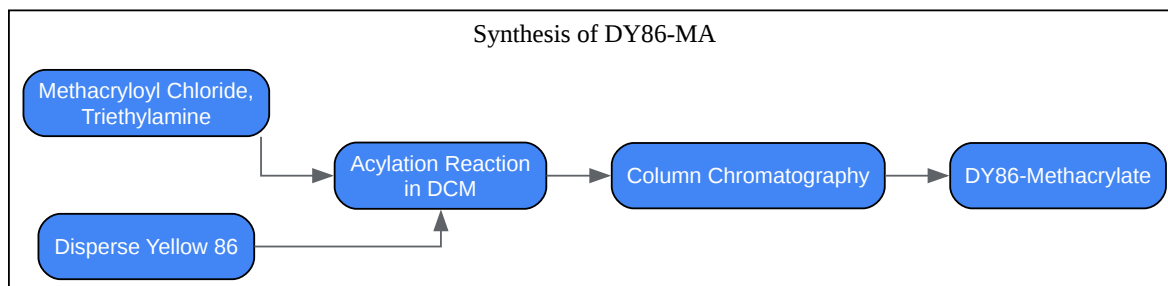 Synthesis of DY86-MA
Methacryloyl Chloride,
Triethylamine
Acylation Reaction
in DCM
Column Chromatography
DY86-Methacrylate
Disperse Yellow 86